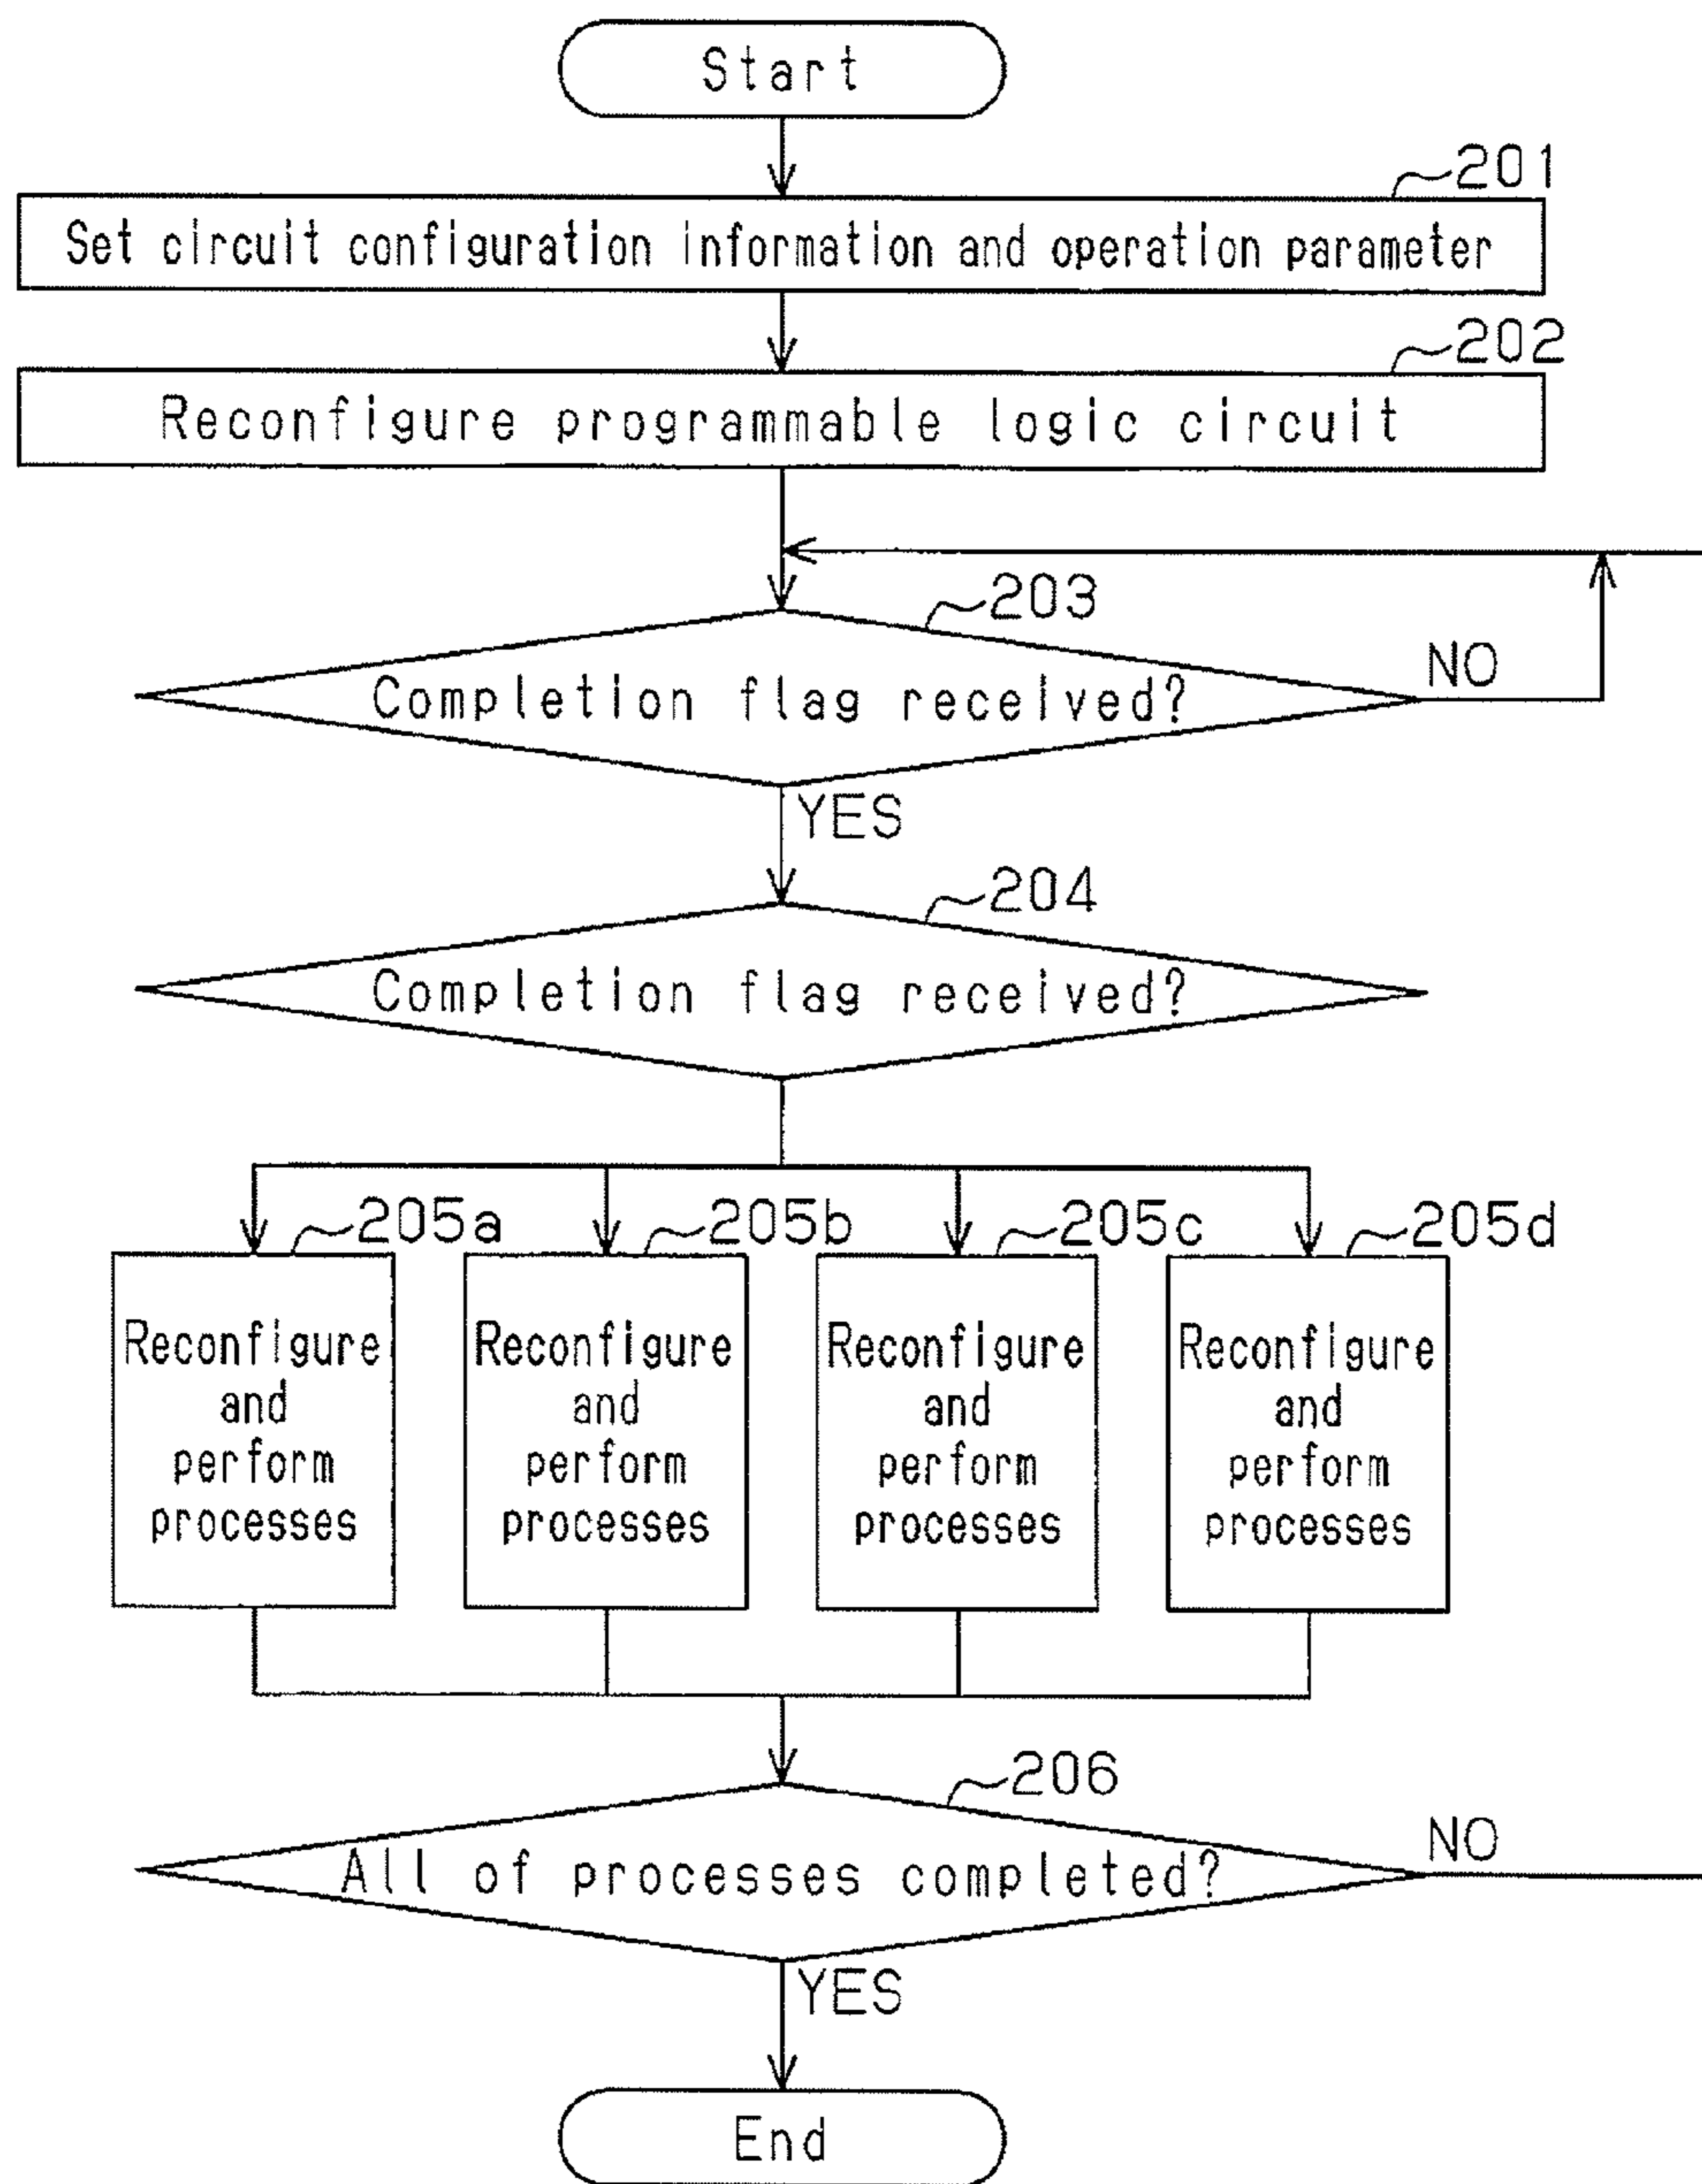 Start
201
Set circuit configuration information and operation parameter
202
Reconfigure programmable logic circuit
203
Completion flag received?
NO
YES
204
Completion flag received?
205a
205b
205c
205d
Reconfigure
and
perform
processes
Reconfigure
and
perform
processes
Reconfigure
and
perform
processes
Reconfigure
and
perform
processes
206
All of processes completed?
NO
YES
End